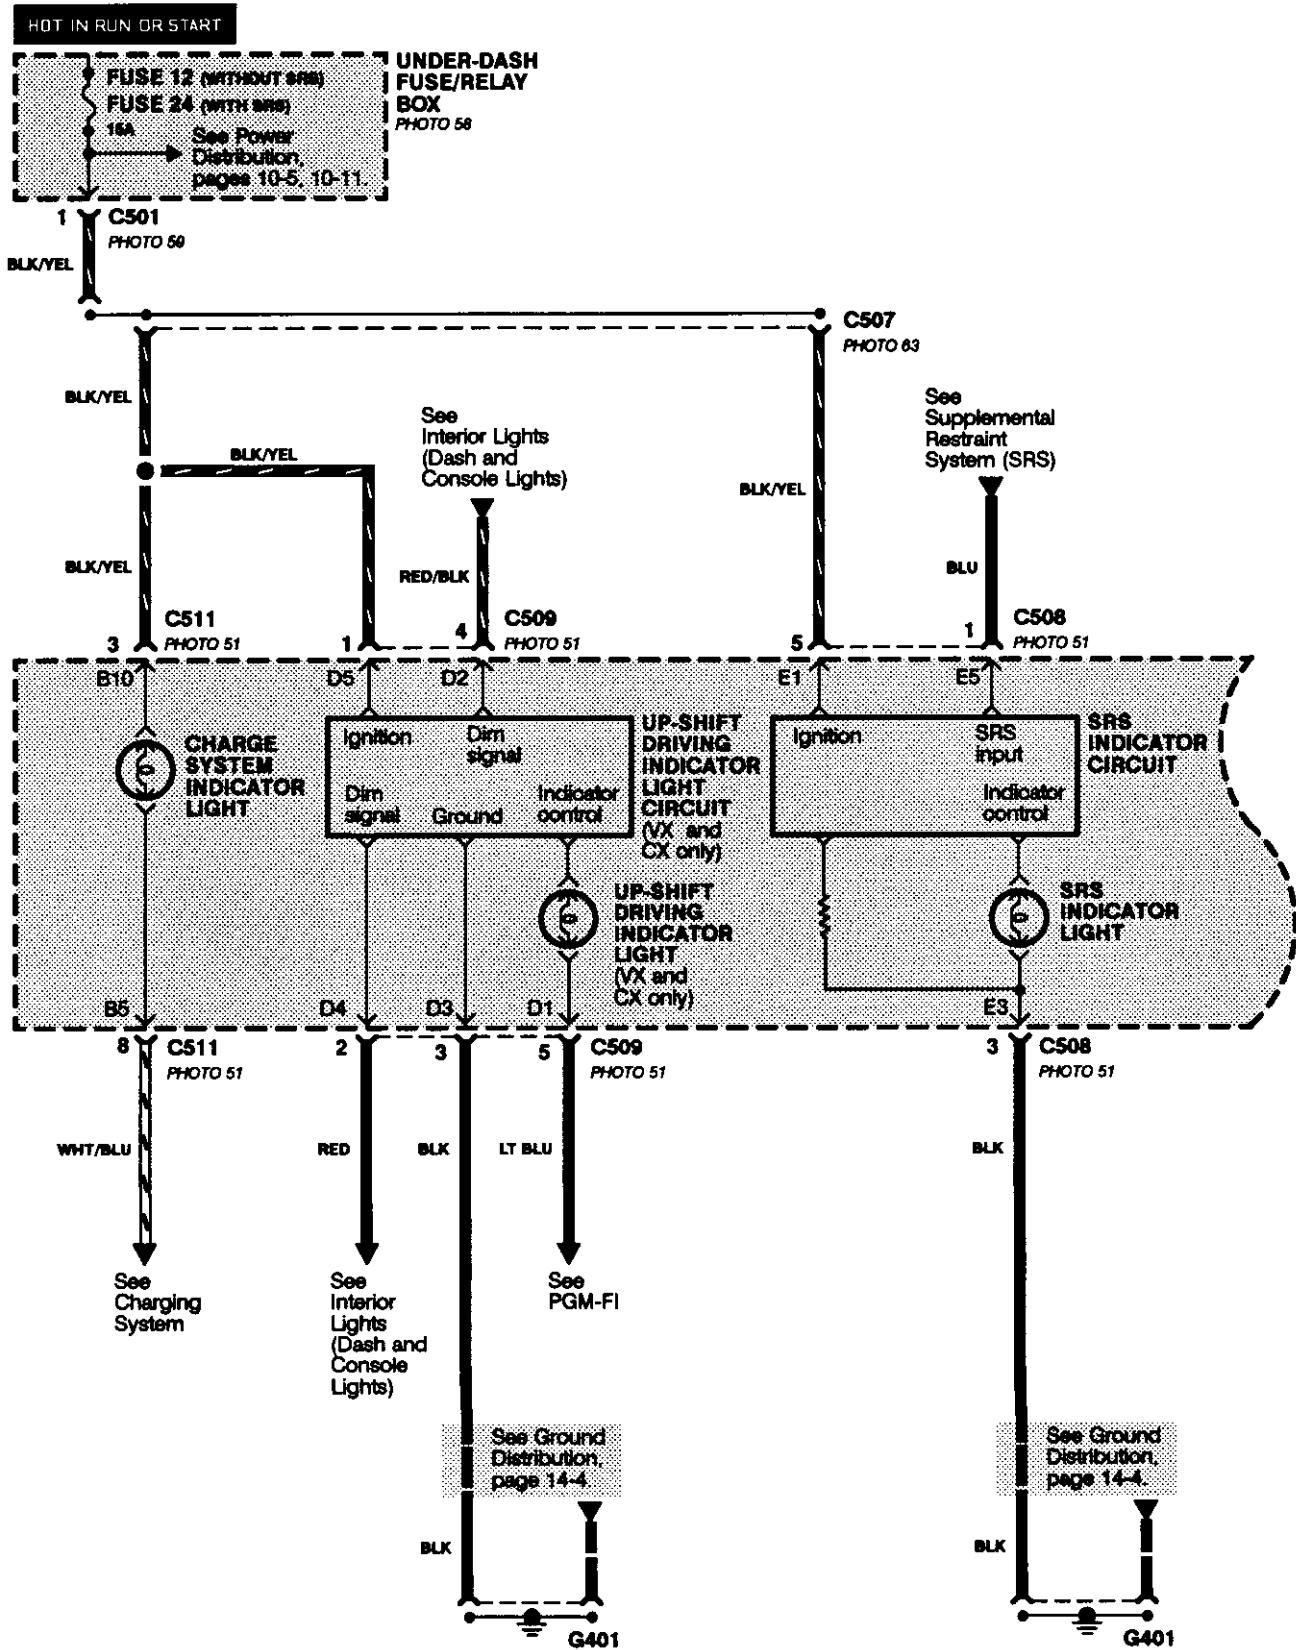 HOT IN RUN OR START
FUSE 12 (WITHOUT SRS)
FUSE 24 (WITH SRS)
15A
See Power
Distribution,
pages 10-5, 10-11.
UNDER-DASH
FUSE/RELAY
BOX
PHOTO 58
1
C501
PHOTO 59
BLK/YEL
C507
PHOTO 63
BLK/YEL
BLK/YEL
See
Interior Lights
(Dash and
Console Lights)
See
Supplemental
Restraint
System (SRS)
BLK/YEL
BLK/YEL
RED/BLK
BLU
3
C511
PHOTO 51
1
4
C509
PHOTO 51
5
1
C508
PHOTO 51
B10
D5
D2
E1
E5
CHARGE
SYSTEM
INDICATOR
LIGHT
Ignition
Dim
signal
Dim
signal
Ground
Indicator
control
UP-SHIFT
DRIVING
INDICATOR
LIGHT
CIRCUIT
(VX and
CX only)
Ignition
SRS
input
Indicator
control
SRS
INDICATOR
CIRCUIT
UP-SHIFT
DRIVING
INDICATOR
LIGHT
(VX and
CX only)
SRS
INDICATOR
LIGHT
B5
D4
D3
D1
E3
8
C511
PHOTO 51
2
3
5
C509
PHOTO 51
3
C508
PHOTO 51
WHT/BLU
RED
BLK
LT BLU
BLK
See
Charging
System
See
Interior
Lights
(Dash and
Console
Lights)
See
PGM-FI
See Ground
Distribution,
page 14-4.
See Ground
Distribution,
page 14-4.
BLK
BLK
G401
G401